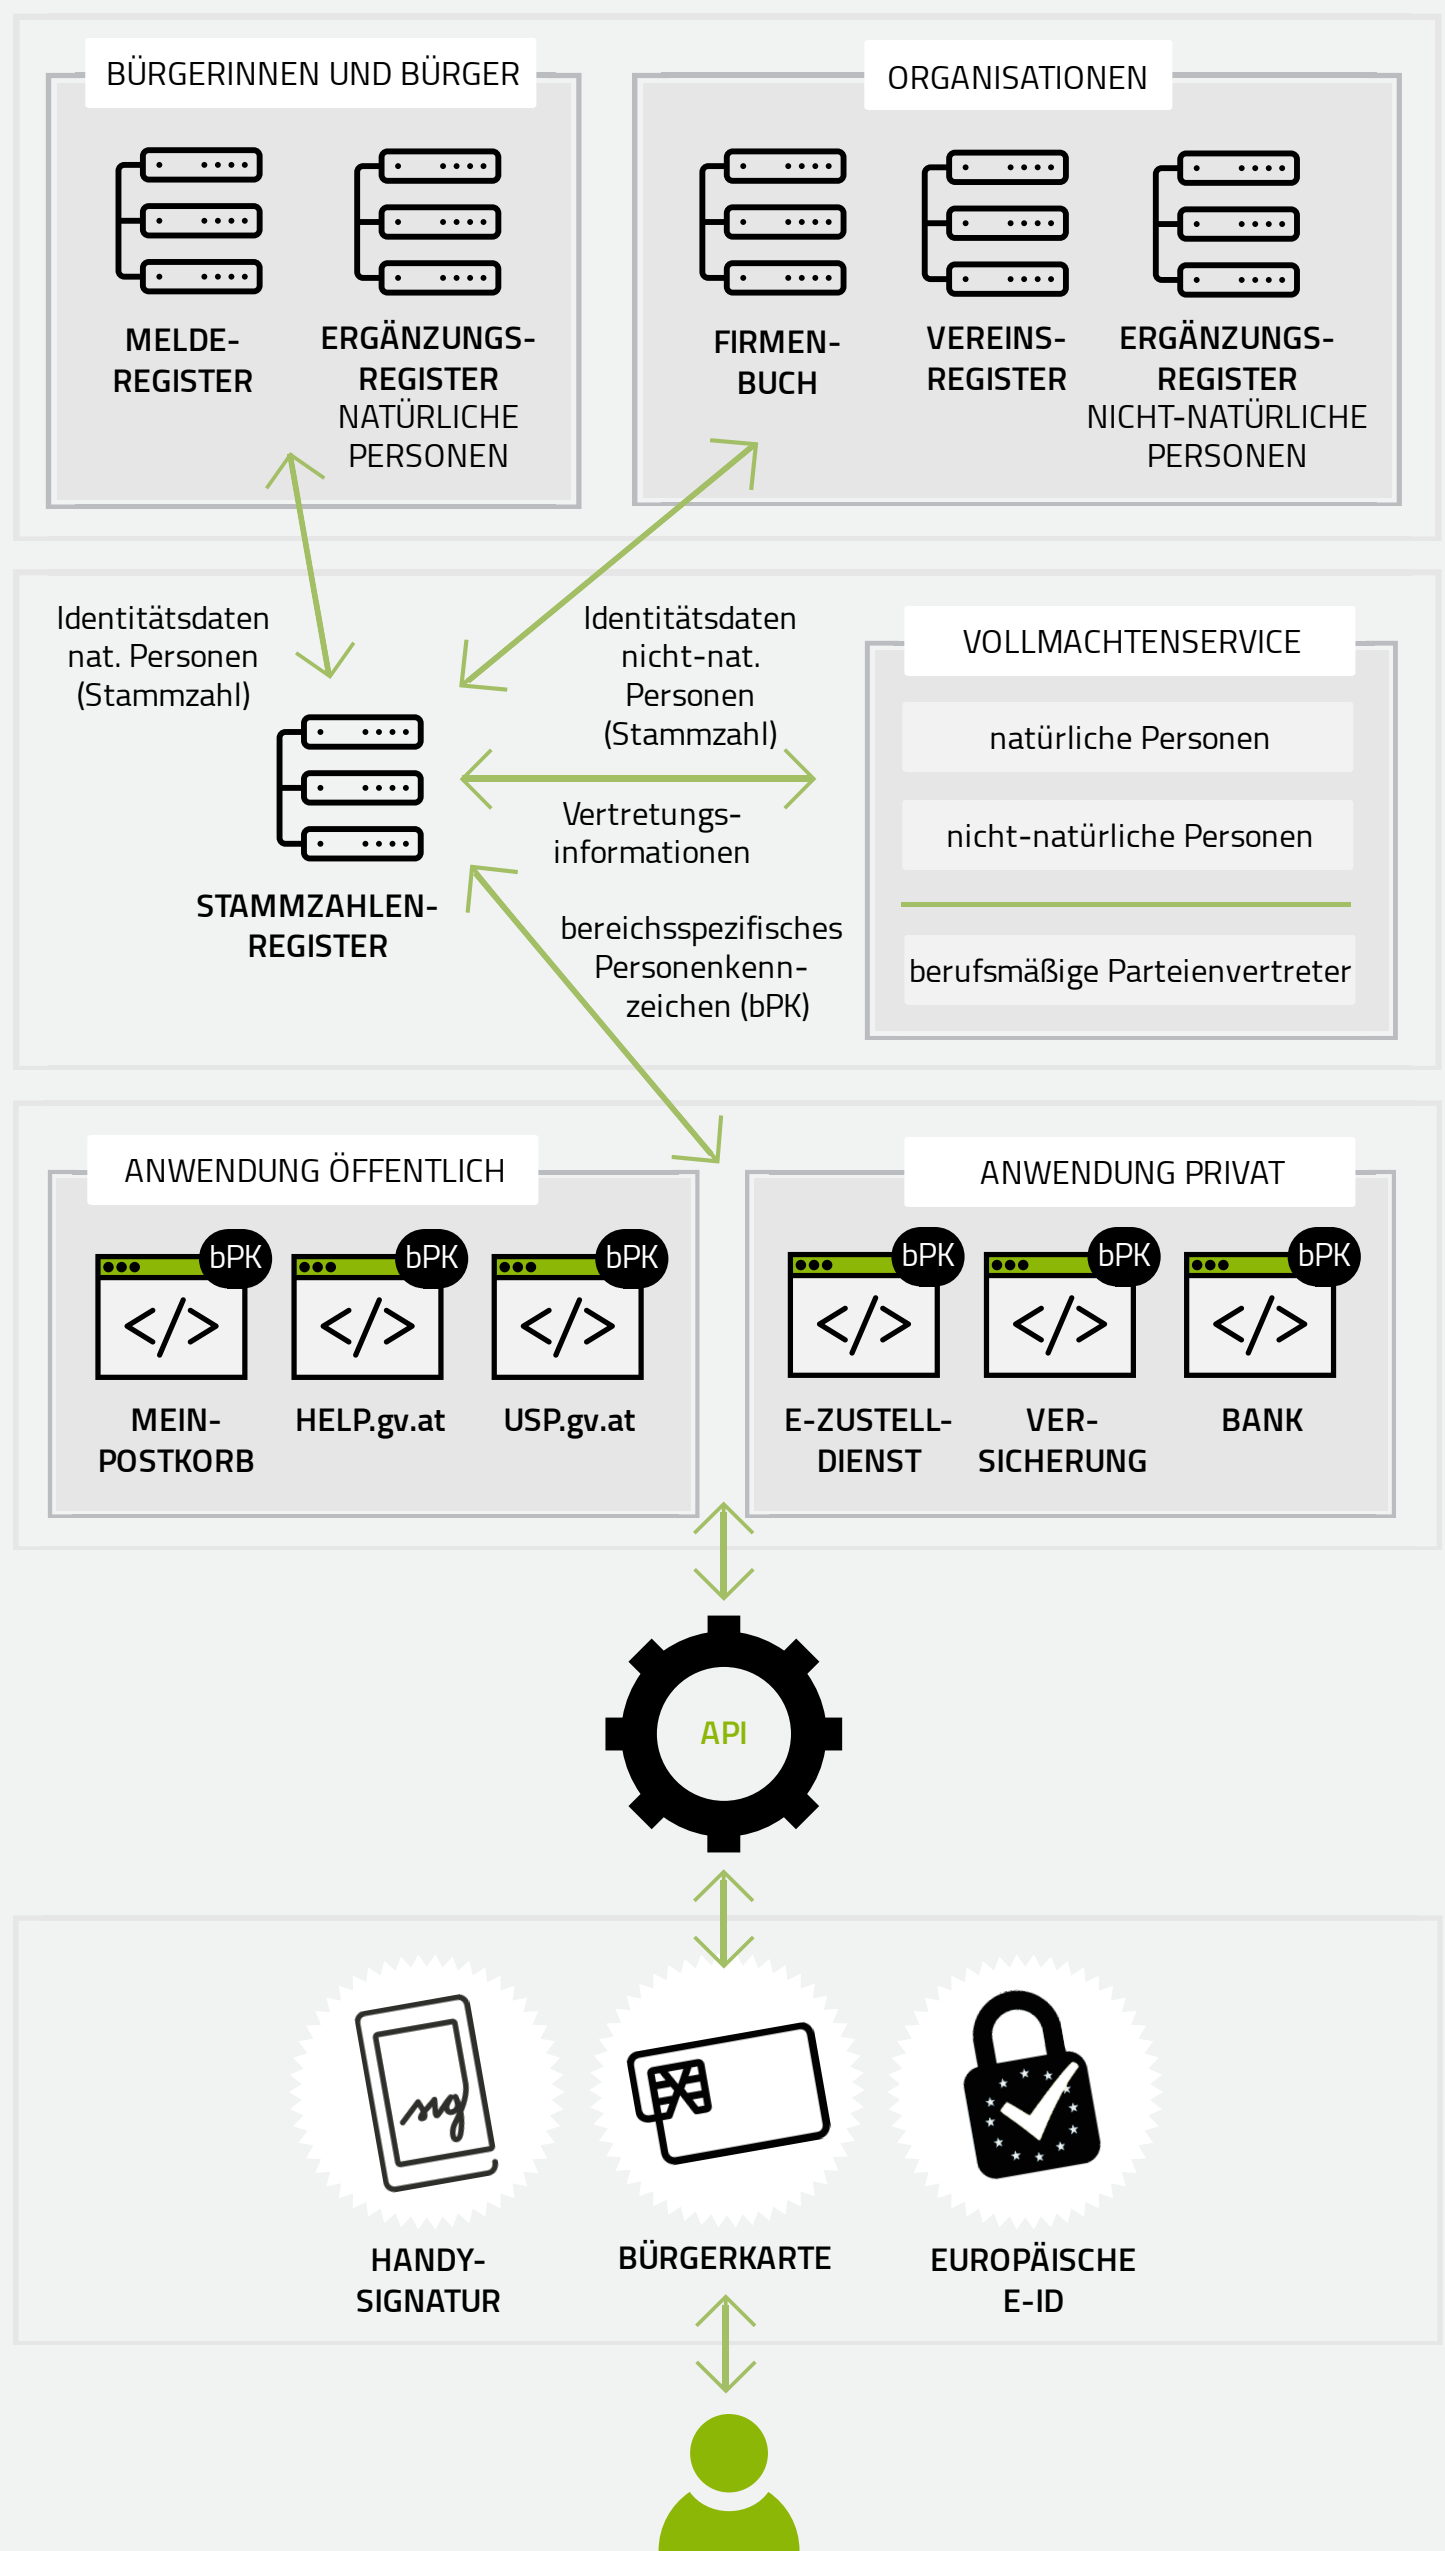 BÜRGERINNEN UND BÜRGER
MELDE-
REGISTER
ERGÄNZUNGS-
REGISTER
NATÜRLICHE
PERSONEN
ORGANISATIONEN
FIRMEN-
BUCH
VEREINS-
REGISTER
ERGÄNZUNGS-
REGISTER
NICHT-NATÜRLICHE
PERSONEN
Identitätsdaten
nat. Personen
(Stammzahl)
Identitätsdaten
nicht-nat.
Personen
(Stammzahl)
STAMMZAHLEN-
REGISTER
Vertretungs-
informationen
bereichsspezifisches
Personenkenn-
zeichen (bPK)
VOLLMACHTENSERVICE
natürliche Personen
nicht-natürliche Personen
berufsmäßige Parteienvertreter
ANWENDUNG ÖFFENTLICH
bPK
</>
MEIN-
POSTKORB
bPK
</>
HELP.gv.at
bPK
</>
USP.gv.at
ANWENDUNG PRIVAT
bPK
</>
E-ZUSTELL-
DIENST
bPK
</>
VER-
SICHERUNG
bPK
</>
BANK
API
sig
HANDY-
SIGNATUR
BÜRGERKARTE
EUROPÄISCHE
E-ID